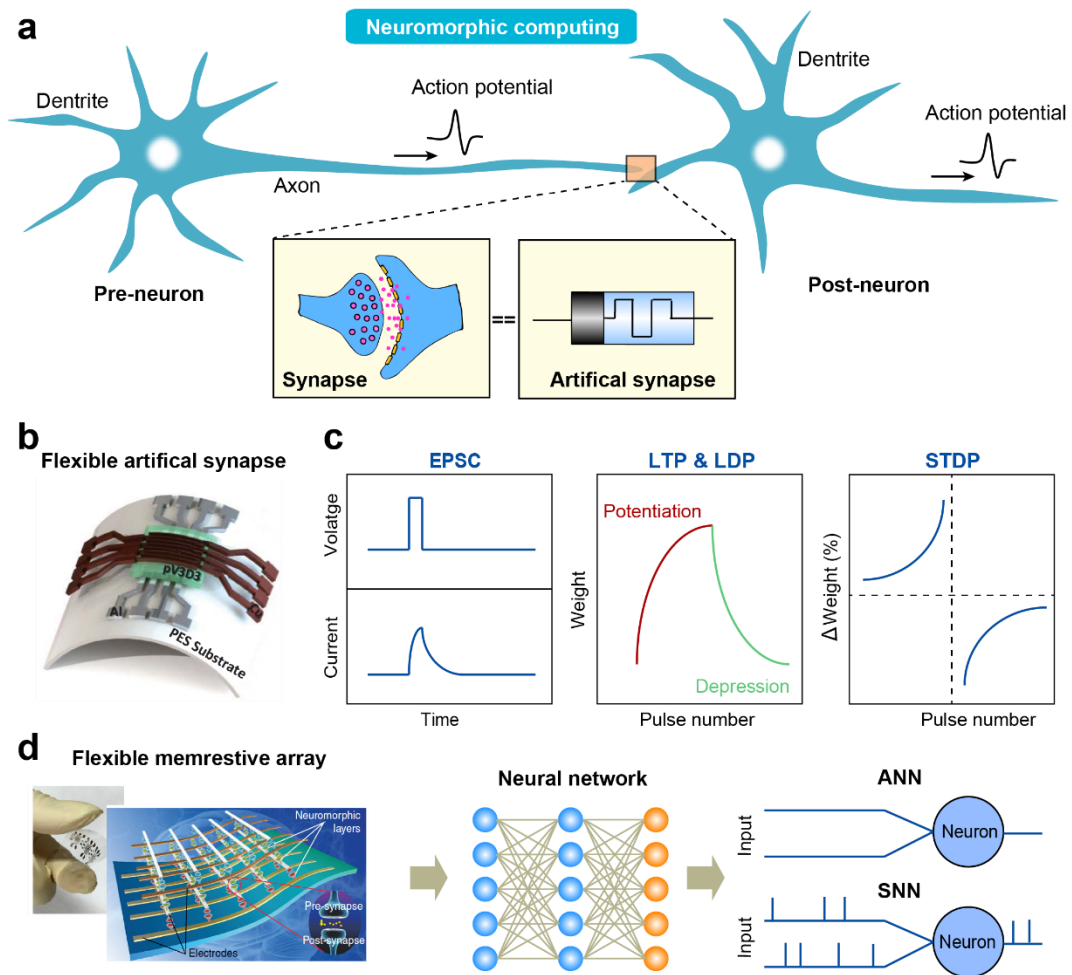 a
Neuromorphic computing
Dentrite
Dentrite
Action potential
Action potential
Axon
Pre-neuron
Post-neuron
Synapse
==
Artifical synapse
b
Flexible artifical synapse
pV3D3
Al
Cu
PES Substrate
c
EPSC
Volatge
Current
Time
LTP & LDP
Potentiation
Weight
Depression
Pulse number
STDP
ΔWeight (%)
Pulse number
d
Flexible memrestive array
Neuromorphic
layers
Pre-synapse
Post-synapse
Electrodes
Neural network
ANN
Input
Neuron
SNN
Input
Neuron